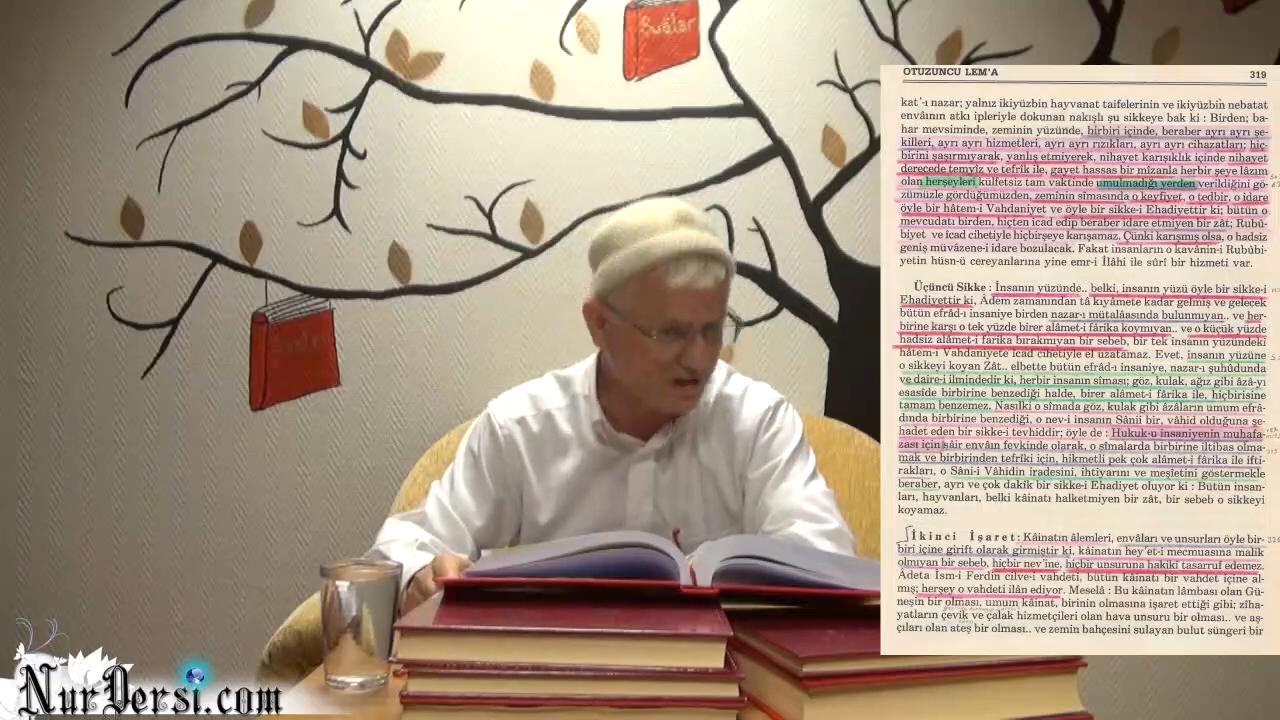 Şuâlar
OTUZUNCU LEM'A 319
kat'-ı nazar; yalnız ikiyüzbin hayvanat taifelerinin ve ikiyüzbin nebatat
envâının atkı ipleriyle dokunan nakışlı şu sikkeye bak ki : Birden; ba-
har mevsiminde, zeminin yüzünde, birbiri içinde, beraber ayrı ayrı şe-
killeri, ayrı ayrı hizmetleri, ayrı ayrı rızıkları, ayrı ayrı cihazatları; hiç-
birini şaşırmıyarak, yanlış etmiyerek, nihayet karışıklık içinde nihayet
derecede temyiz ve tefrik ile, gayet hassas bir mîzanla herbir şeye lâzım
olan herşeyleri külfetsiz tam vaktinde umulmadığı yerden verildiğini gö-
zümüzle gördüğümüzden, zeminin sîmasında o keyfiyet, o tedbir, o idare
öyle bir hâtem-i Vahdaniyet ve öyle bir sikke-i Ehadiyettir ki; bütün o
mevcudatı birden, hiçten icad edip beraber idare etmiyen bir zât; Rubû-
biyet ve icad cihetiyle hiçbirşeye karışamaz. Çünki karışmış olsa, o hadsiz
geniş müvâzene-i idare bozulacak. Fakat insanların o kavânin-i Rubûbi-
yetin hüsn-ü cereyanlarına yine emr-i İlâhi ile sûrî bir hizmeti var.
Üçüncü Sikke : İnsanın yüzünde.. belki, insanın yüzü öyle bir sikke-i
Ehadiyettir ki, Âdem zamanından tâ kıyâmete kadar gelmiş ve gelecek
bütün efrâd-ı insaniye birden nazar-ı mütalâasında bulunmıyan.. ve her-
birine karşı o tek yüzde birer alâmet-i fârika koymıyan.. ve o küçük yüzde
hadsiz alâmet-i farika bırakmıyan bir sebeb, bir tek insanın yüzündeki
hâtem-i Vahdaniyete icad cihetiyle el uzatamaz. Evet, insanın yüzüne
o sikkeyi koyan Zât.. elbette bütün efrâd-ı insaniye, nazar-ı şuhûdunda
ve daire-i ilmindedir ki, herbir insanın sîması; göz, kulak, ağız gibi âzâ-yı
esasîde birbirine benzediği halde, birer alâmet-i fârika ile, hiçbirisine
tamam benzemez. Nasılki o sîmada göz, kulak gibi âzâların umum efrâ-
dında birbirine benzediği, o nev-i insanın Sânii bir, vâhid olduğuna şe-
hadet eden bir sikke-i tevhiddir; öyle de : Hukuk-u insaniyenin muhafa-
zası için sâir envâın fevkinde olarak, o sîmalarda birbirine iltibas olma-
mak ve birbirinden tefrîki için, hikmetli pek çok alâmet-i fârika ile ifti-
rakları, o Sâni-i Vâhidin iradesini, ihtiyarını ve meşîetini göstermekle
beraber, ayrı ve çok dakîk bir sikke-i Ehadiyet oluyor ki : Bütün insan-
ları, hayvanları, belki kâinatı halketmiyen bir zât, bir sebeb o sikkeyi
koyamaz.
İkinci İşaret : Kâinatın âlemleri, envâları ve unsurları öyle bir-
biri içine girift olarak girmiştir ki, kâinatın hey'et-i mecmuasına malik
olmıyan bir sebeb, hiçbir nev'ine, hiçbir unsuruna hakikî tasarruf edemez.
Âdeta İsm-i Ferdin cilve-i vahdeti, bütün kâinatı bir vahdet içine al-
mış; herşey o vahdeti ilân ediyor. Meselâ : Bu kâinatın lâmbası olan Gü-
neşin bir olması, umum kâinat, birinin olmasına işaret ettiği gibi; zîha-
yatların çevik ve çalak hizmetçileri olan hava unsuru bir olması.. ve aş-
çıları olan ateş bir olması.. ve zemin bahçesini sulayan bulut süngeri bir
NurDersi.com